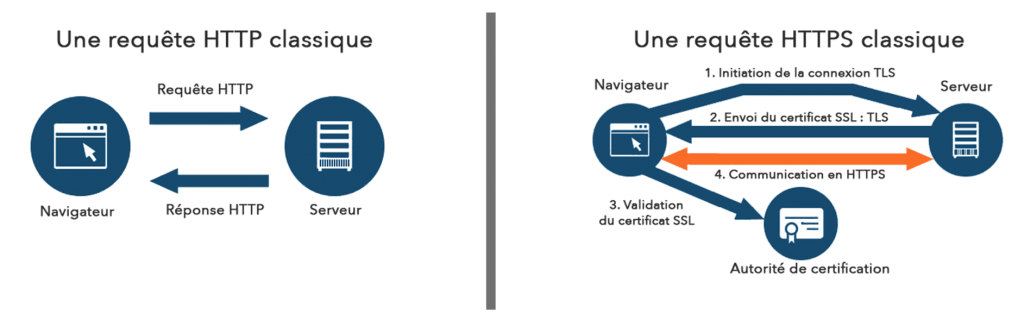 Une requête HTTP classique
Requête HTTP
Navigateur
Réponse HTTP
Serveur
Une requête HTTPS classique
1. Initiation de la connexion TLS
Navigateur
Serveur
2. Envoi du certificat SSL : TLS
4. Communication en HTTPS
3. Validation
du certificat SSL
Autorité de certification